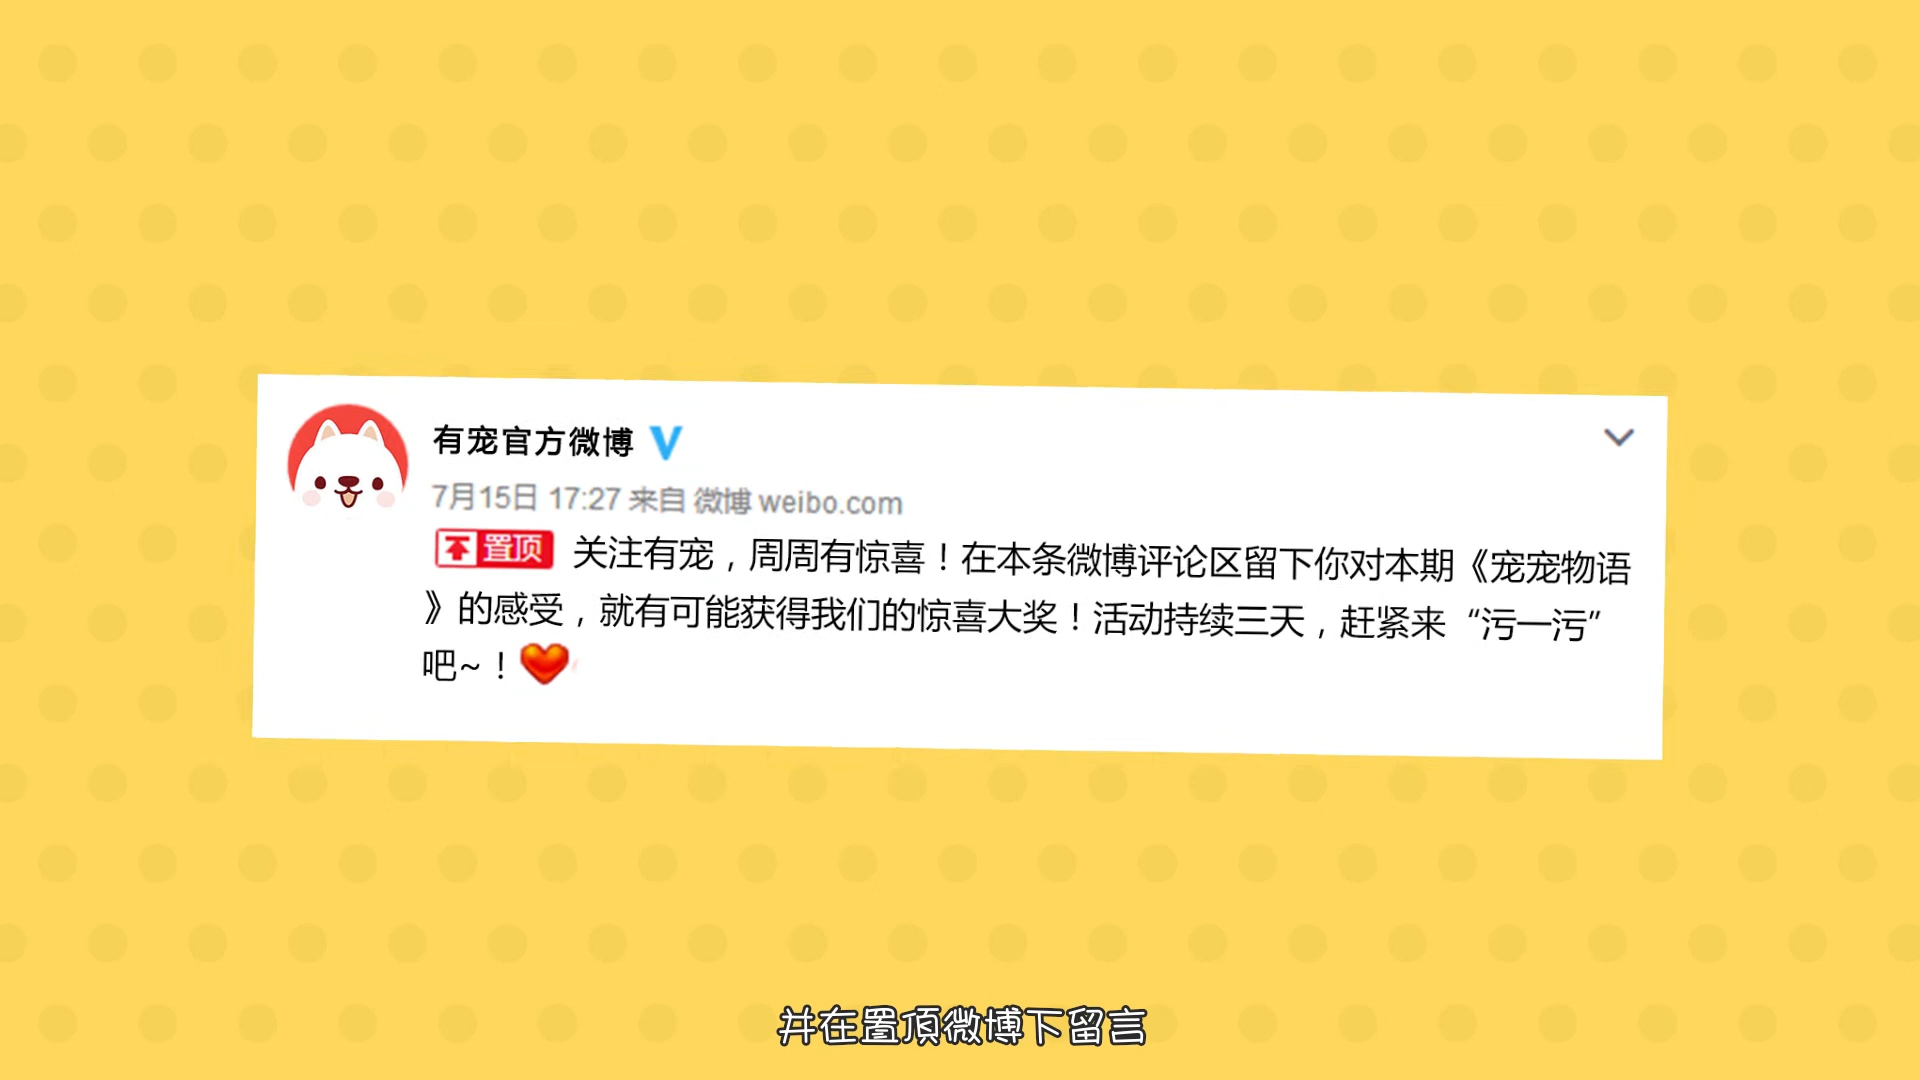 有宠官方微博
7月15日 17:27 来自 微博 weibo.com
置顶 关注有宠，周周有惊喜！在本条微博评论区留下你对本期《宠宠物语
》的感受，就有可能获得我们的惊喜大奖！活动持续三天，赶紧来“污一污”
吧~！
并在置顶微博下留言